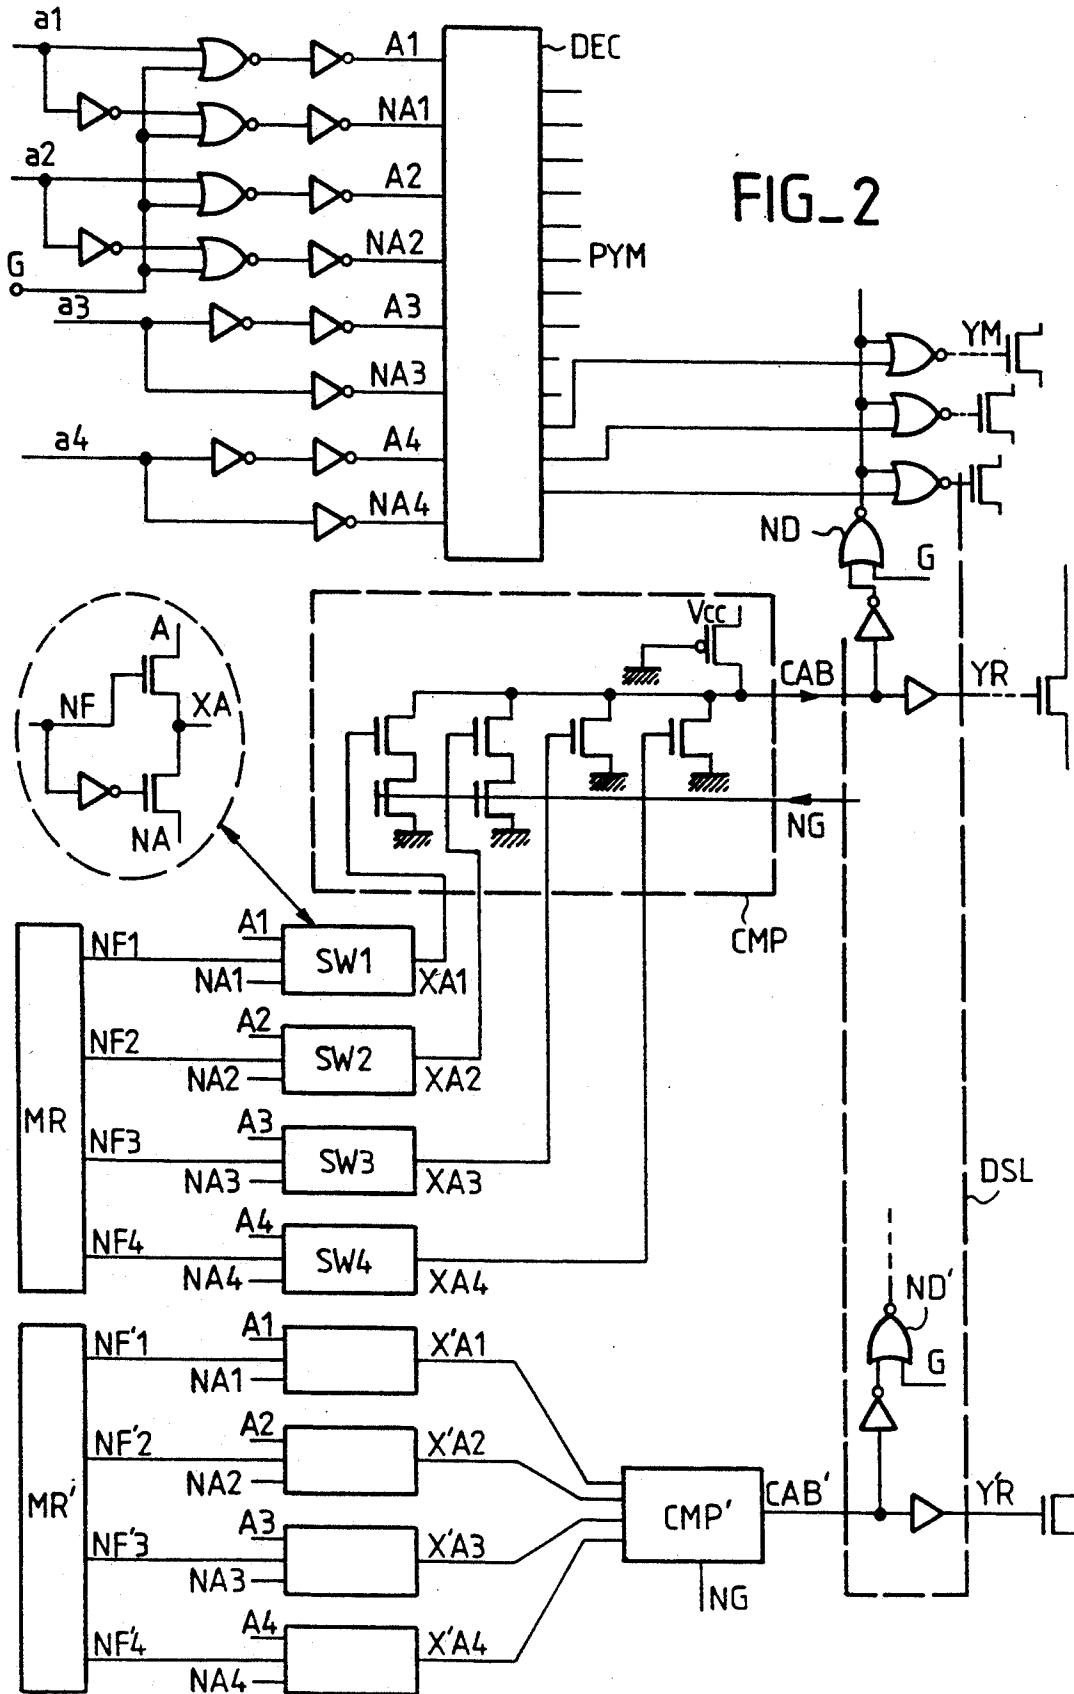 a1
A1
DEC
NA1
a2
A2
FIG_2
G
NA2
PYM
a3
A3
YM
NA3
a4
A4
NA4
ND
G
A
Vcc
NF
XA
CAB
YR
NA
NG
CMP
MR
NF1
A1
NA1
SW1
XA1
NF2
A2
NA2
SW2
XA2
NF3
A3
NA3
SW3
XA3
DSL
NF4
A4
NA4
SW4
XA4
ND'
G
MR'
NF'1
A1
NA1
X'A1
NF'2
A2
NA2
X'A2
CMP'
CAB'
Y'R
NF'3
A3
NA3
X'A3
NG
NF'4
A4
NA4
X'A4